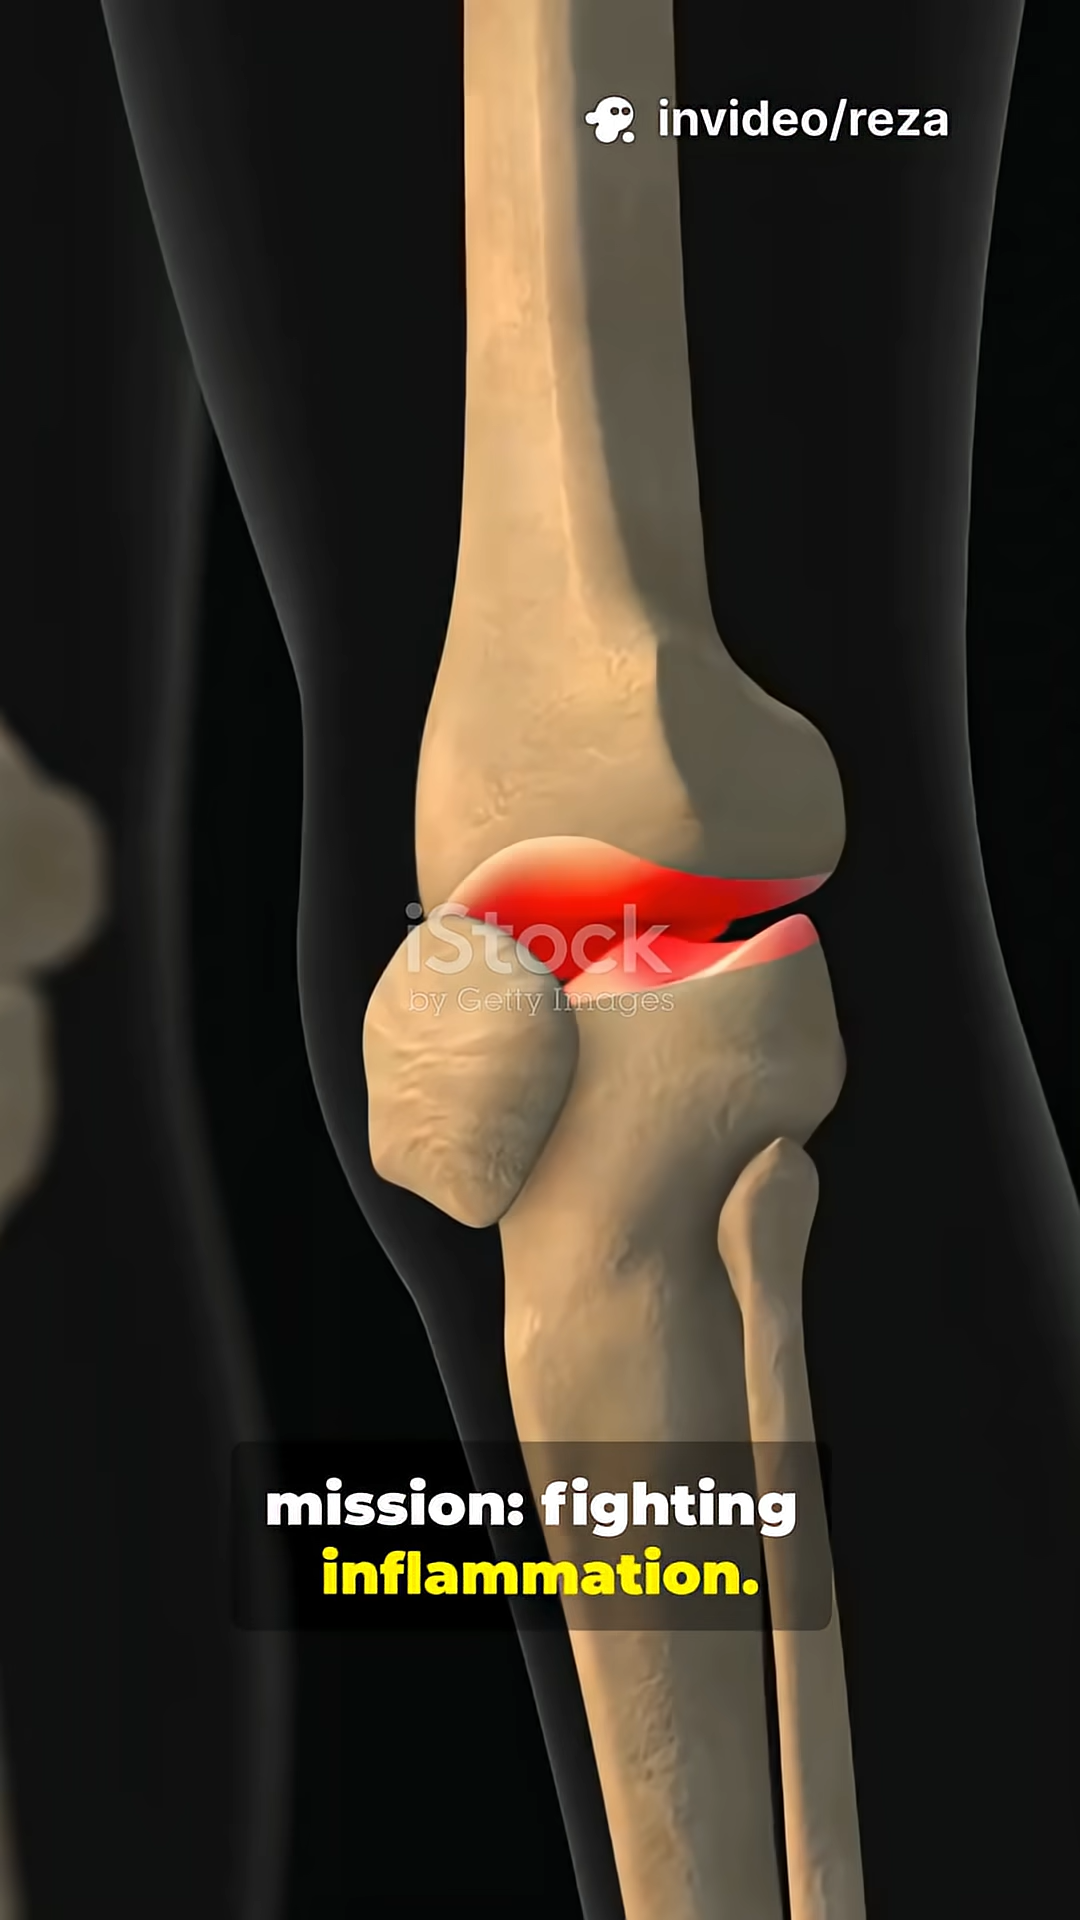 invideo/reza
iStock
by Getty Images
mission: fighting
inflammation.